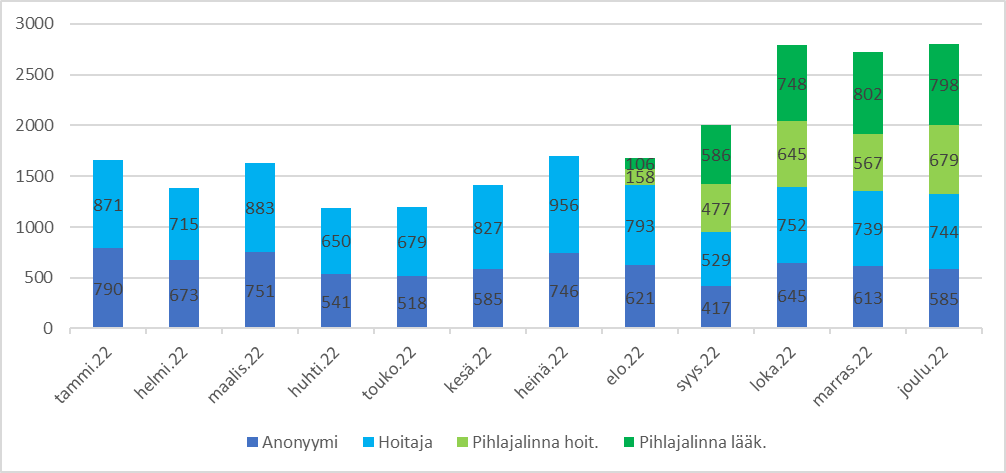 3000
2500
2000
1500
1000
500
0
871 715 883 650 679 827 956 106 158 793 586 477 529 748 645 752 802 567 739 798 679 744
790 673 751 541 518 585 746 621 417 645 613 585
tammi.22 helmi.22 maalis.22 huhti.22 touko.22 kesä.22 heinä.22 elo.22 syys.22 loka.22 marras.22 joulu.22
Anonyymi Hoitaja Pihlajalinna hoit. Pihlajalinna lääk.